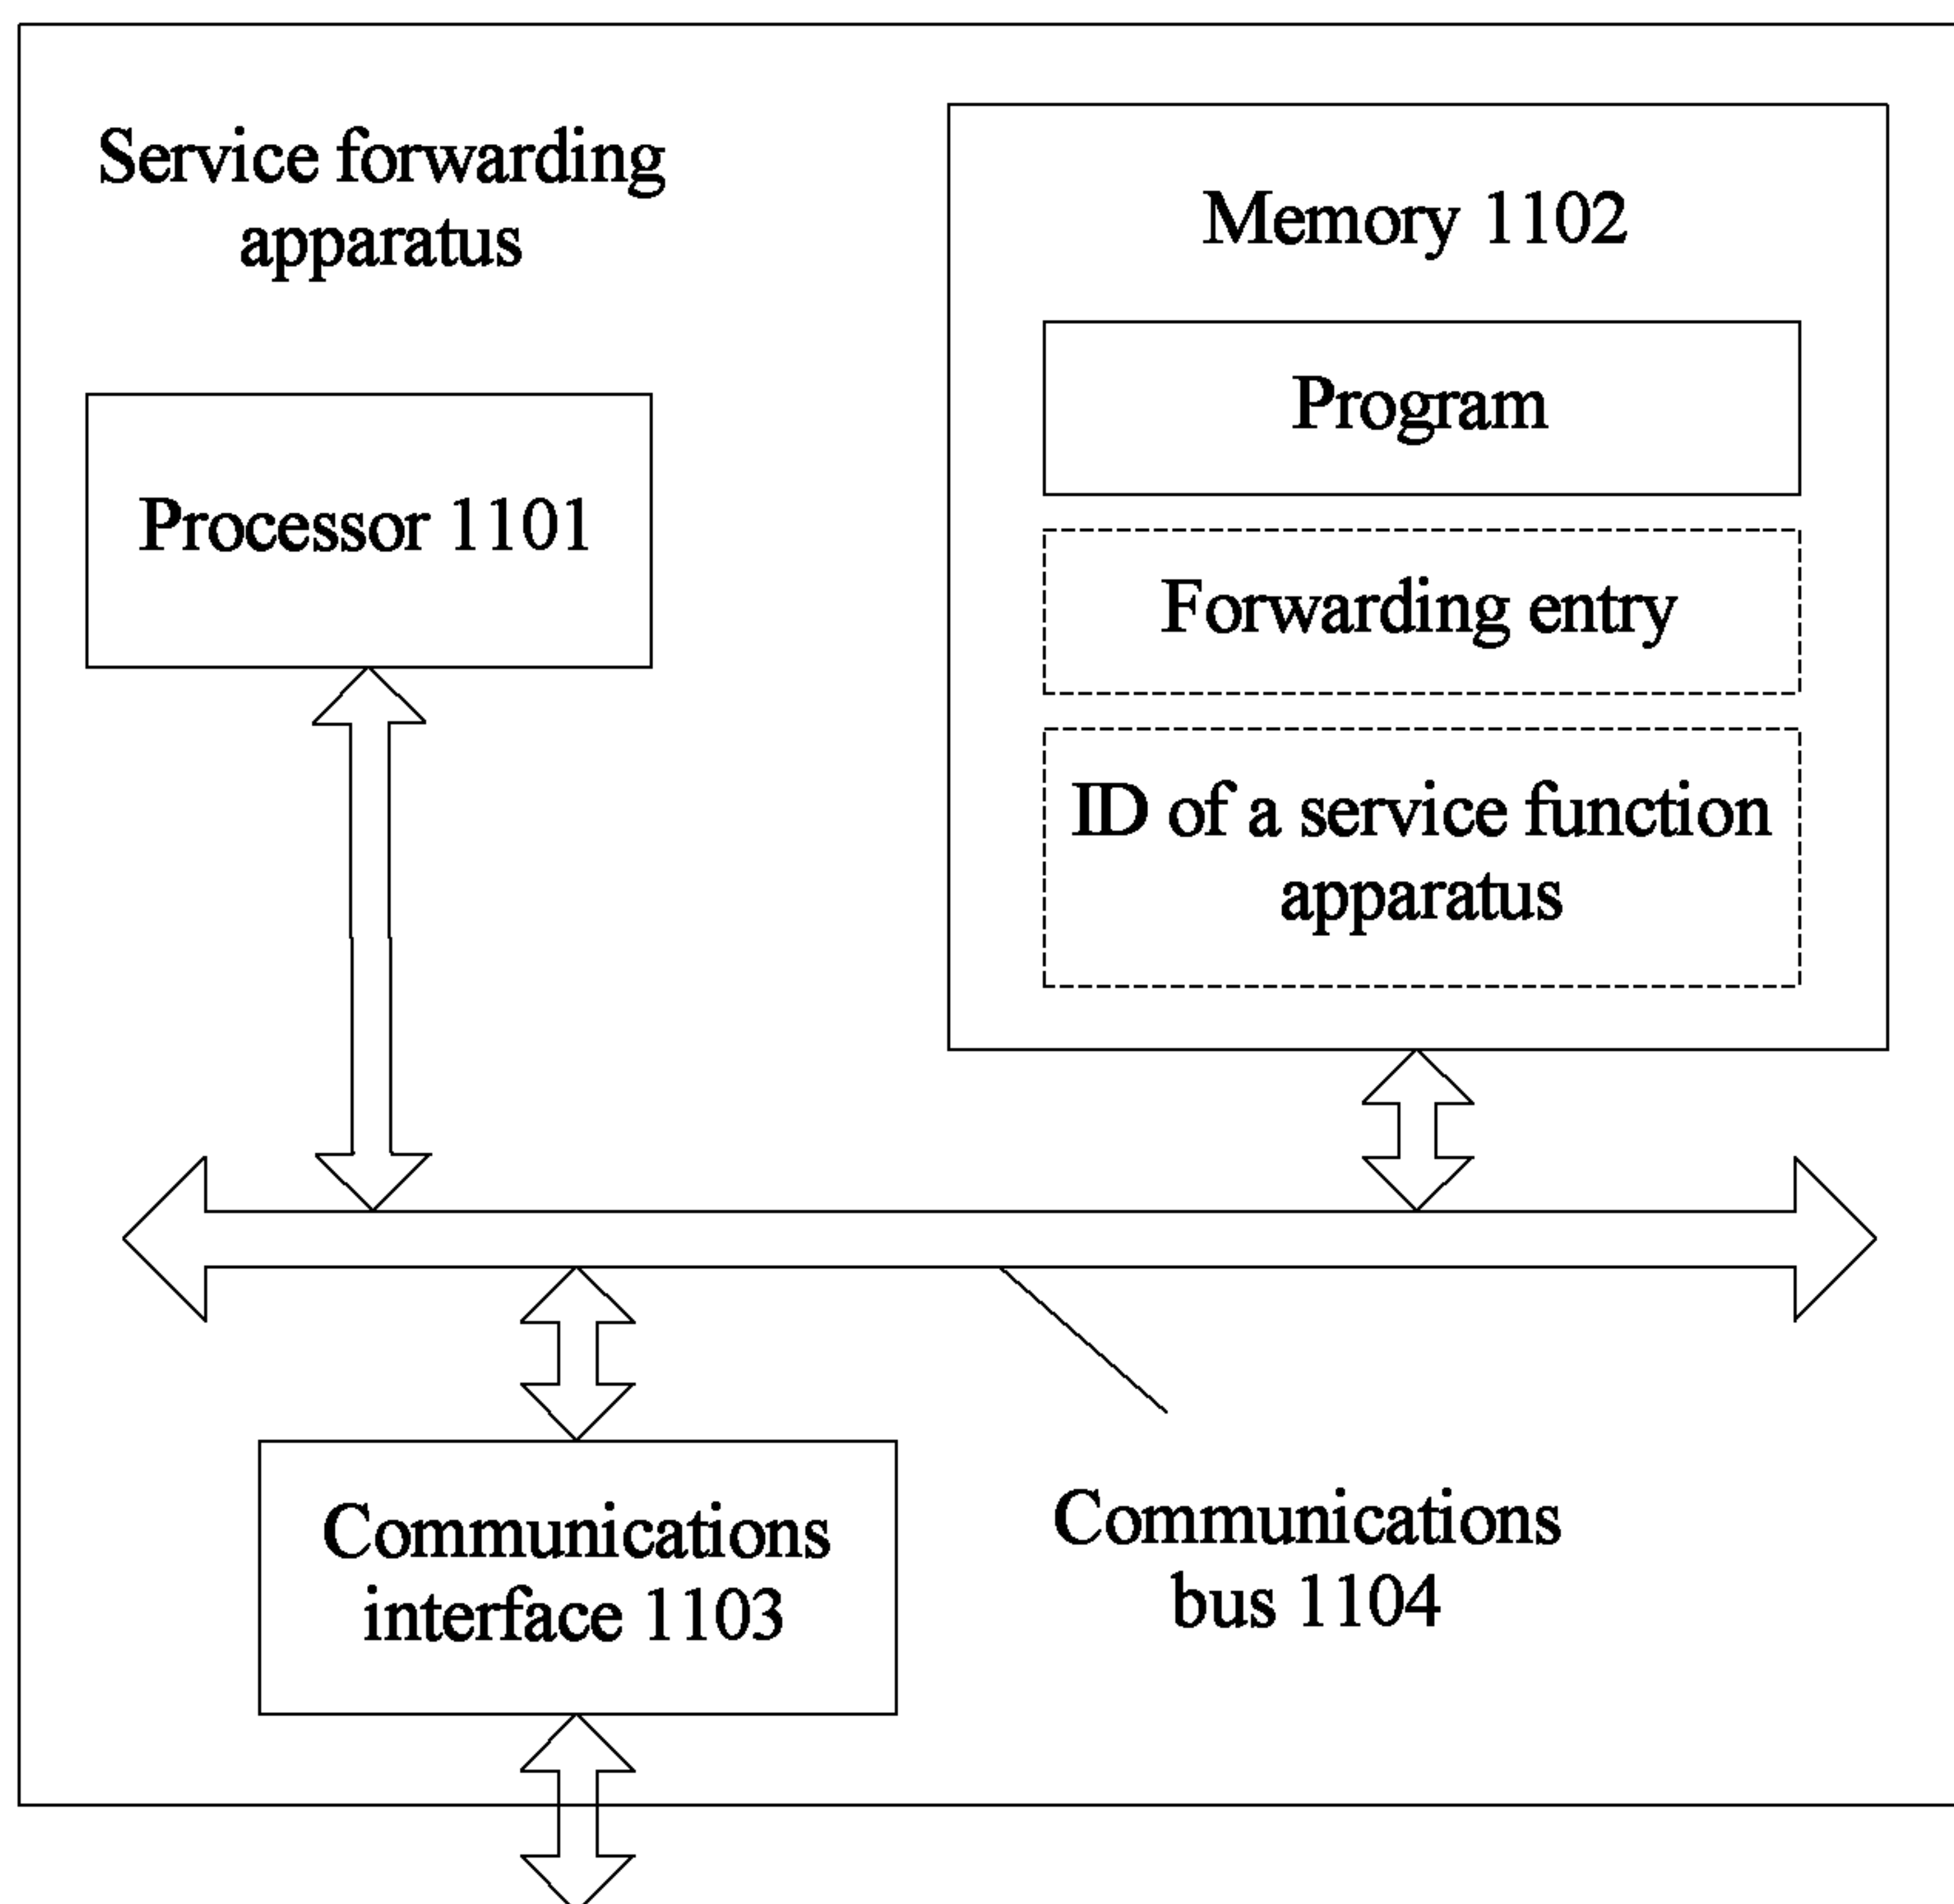 Service forwarding
apparatus
Memory 1102
Program
Processor 1101
Forwarding entry
ID of a service function
apparatus
Communications
interface 1103
Communications
bus 1104